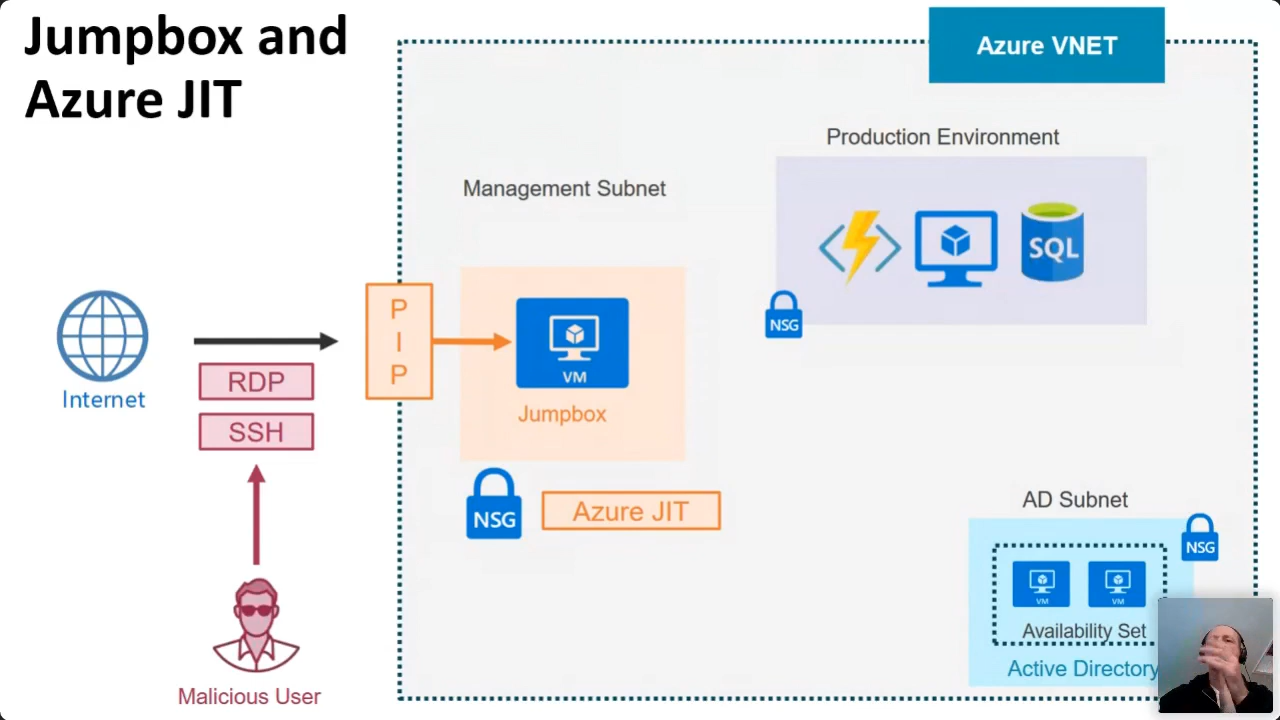 Jumpbox and
Azure JIT
Azure VNET
Production Environment
Management Subnet
SQL
NSG
P
I
P
VM
Jumpbox
Internet
RDP
SSH
NSG
Azure JIT
AD Subnet
NSG
VM
VM
Availability Set
Active Directory
Malicious User